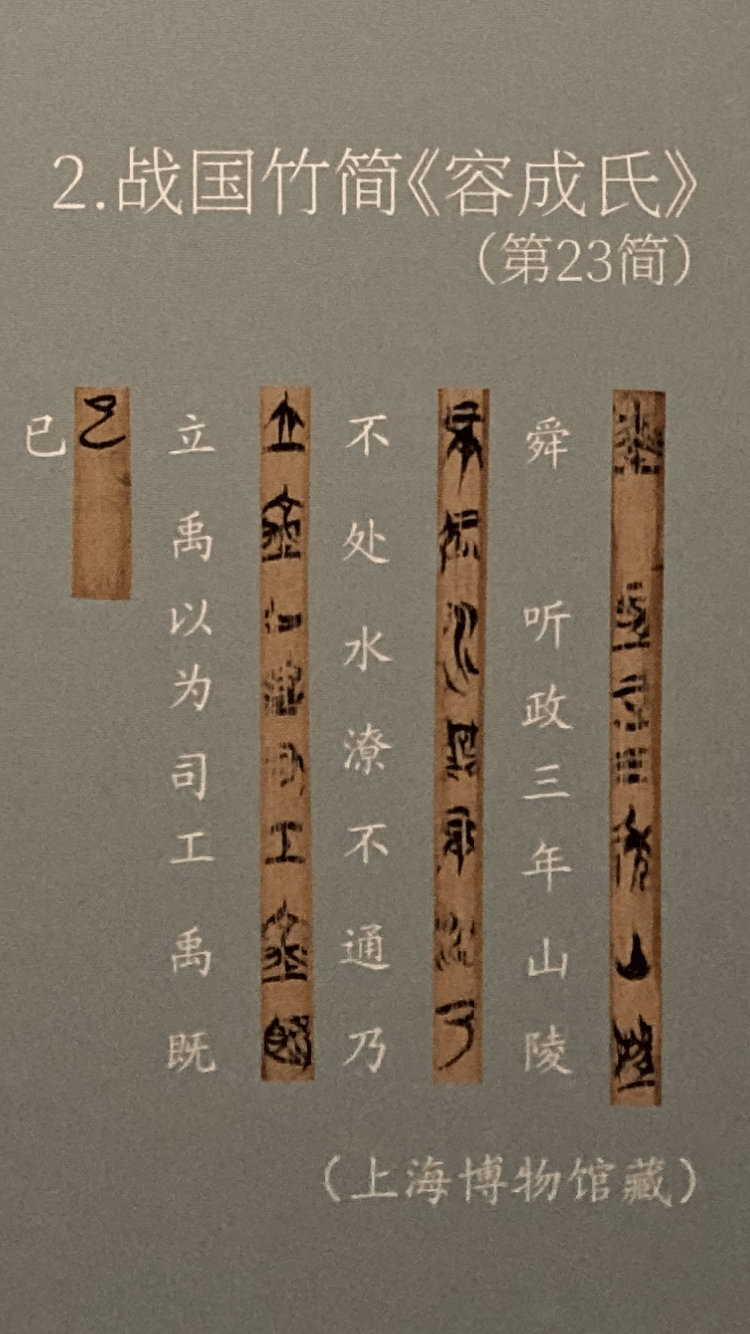 2.战国竹简《容成氏》
（第23简）
舜听政三年山陵
不处水潦不通乃
立禹以为司工禹既
已
（上海博物馆藏）